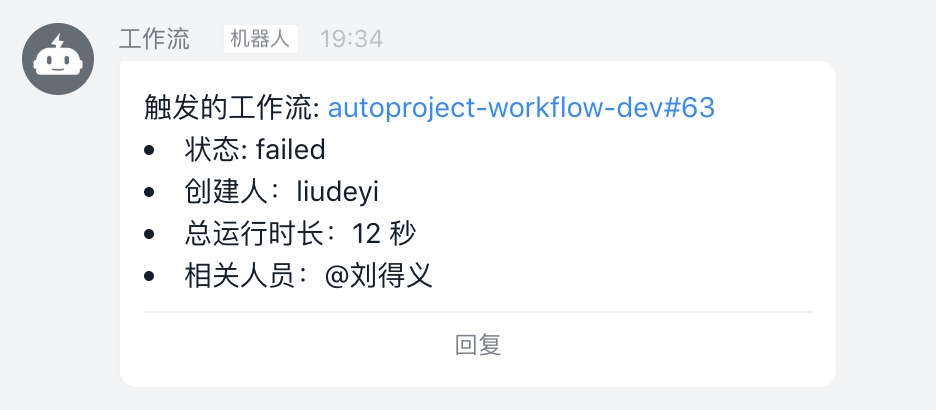 工作流 机器人 19:34
触发的工作流: autoproject-workflow-dev#63
• 状态: failed
• 创建人：liudeyi
• 总运行时长：12 秒
• 相关人员：@刘得义
回复